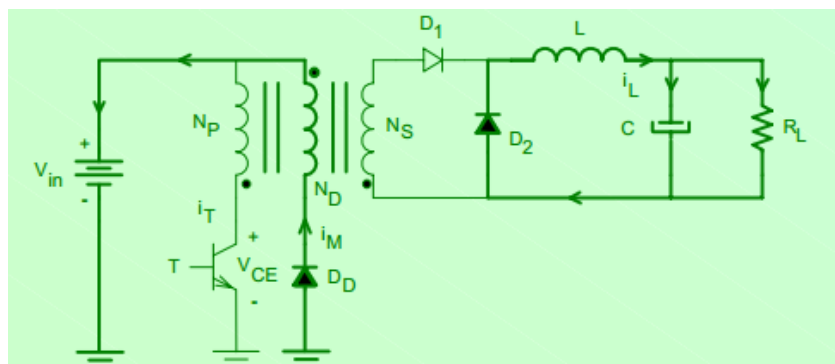 D1
L
iL
NP
NS
D2
C
RL
+
Vin
-
ND
iT
iM
+
T
VCE
DD
-